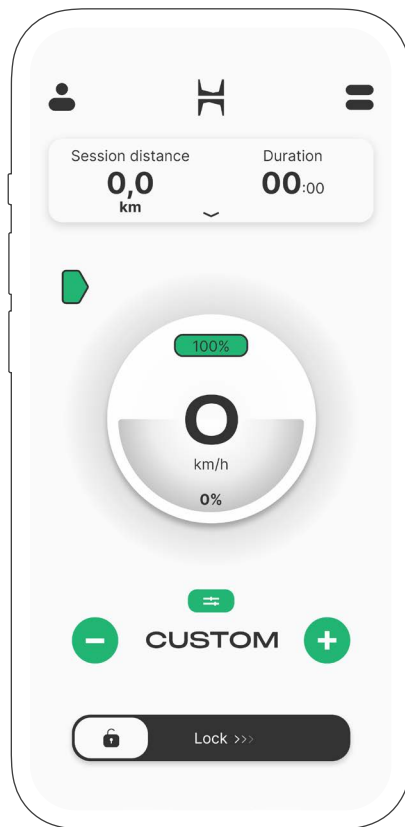 Session distance
Duration
0,0
00:00
km
100%
0
km/h
0%
CUSTOM
Lock >>>